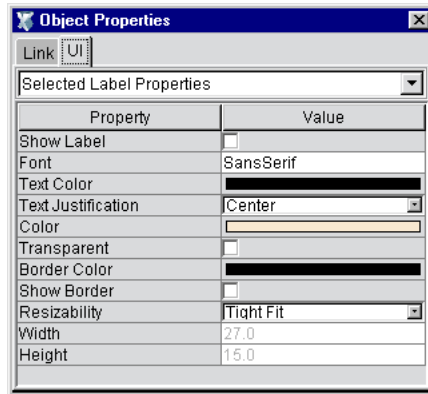 Object Properties
Link UI
Selected Label Properties
Property Value
Show Label
Font SansSerif
Text Color
Text Justification Center
Color
Transparent
Border Color
Show Border
Resizability Tight Fit
Width 27.0
Height 15.0